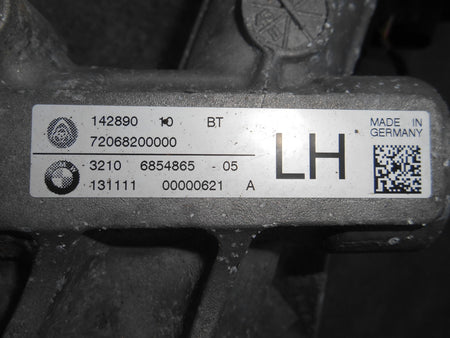 142890 10 BT
72068200000
3210 6854865 - 05
131111 00000621 A
LH
MADE IN
GERMANY